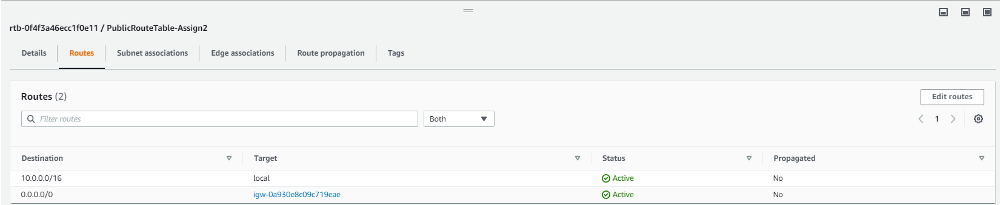 rtb-0f4f3a46ecc1f0e11 / PublicRouteTable-Assign2
Details Routes Subnet associations Edge associations Route propagation Tags
Routes (2) Edit routes
Filter routes Both 1
Destination Target Status Propagated
10.0.0.0/16 local Active No
0.0.0.0/0 igw-0a930e8c09c719eae Active No